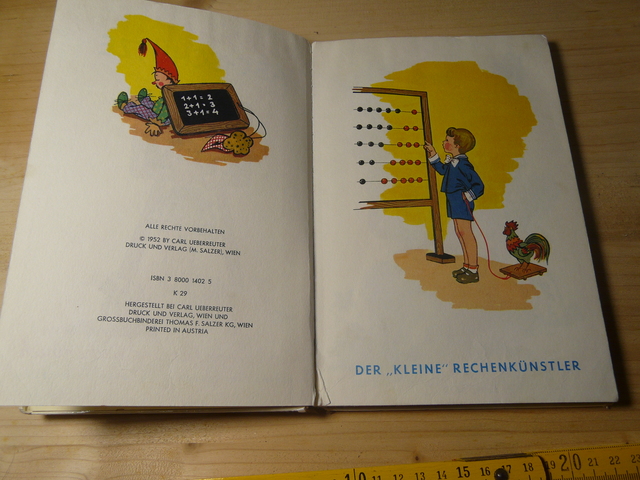 1+1 = 2
2+1 = 3
3+1 = 4
ALLE RECHTE VORBEHALTEN
© 1952 BY CARL UEBERREUTER
DRUCK UND VERLAG (M. SALZER), WIEN
ISBN 3 8000 1402 5
K 29
HERGESTELLT BEI CARL UEBERREUTER
DRUCK UND VERLAG, WIEN UND
GROSSBUCHBINDEREI THOMAS F. SALZER KG, WIEN
PRINTED IN AUSTRIA
DER „KLEINE" RECHENKÜNSTLER
10 11 12 13 14 15 16 17 18 19 20 21 22